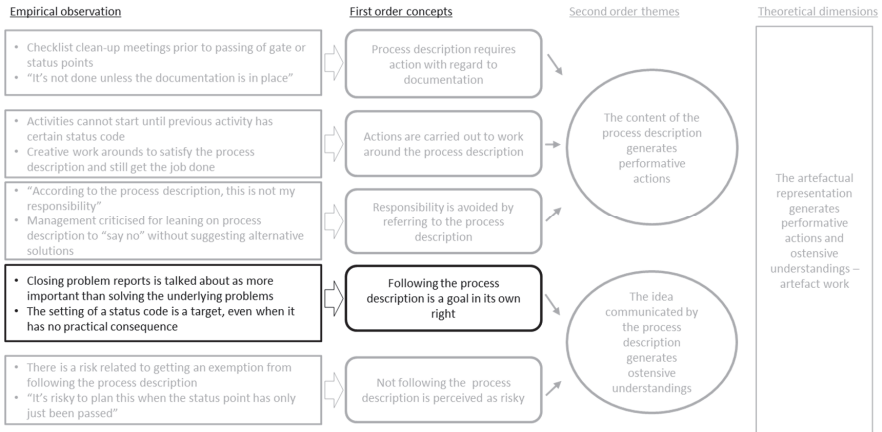 Empirical observation
First order concepts
Second order themes
Theoretical dimensions
• Checklist clean-up meetings prior to passing of gate or
status points
• "It's not done unless the documentation is in place"
Process description requires
action with regard to
documentation
• Activities cannot start until previous activity has
certain status code
• Creative work arounds to satisfy the process
description and still get the job done
Actions are carried out to work
around the process description
• "According to the process description, this is not my
responsibility"
• Management criticised for leaning on process
description to "say no" without suggesting alternative
solutions
Responsibility is avoided by
referring to the process
description
The content of the
process description
generates
performative
actions
• Closing problem reports is talked about as more
important than solving the underlying problems
• The setting of a status code is a target, even when it
has no practical consequence
Following the process
description is a goal in its own
right
• There is a risk related to getting an exemption from
following the process description
• "It's risky to plan this when the status point has only
just been passed"
Not following the process
description is perceived as risky
The idea
communicated by
the process
description
generates
ostensive
understandings
The artefactual
representation
generates
performative
actions and
ostensive
understandings –
artefact work